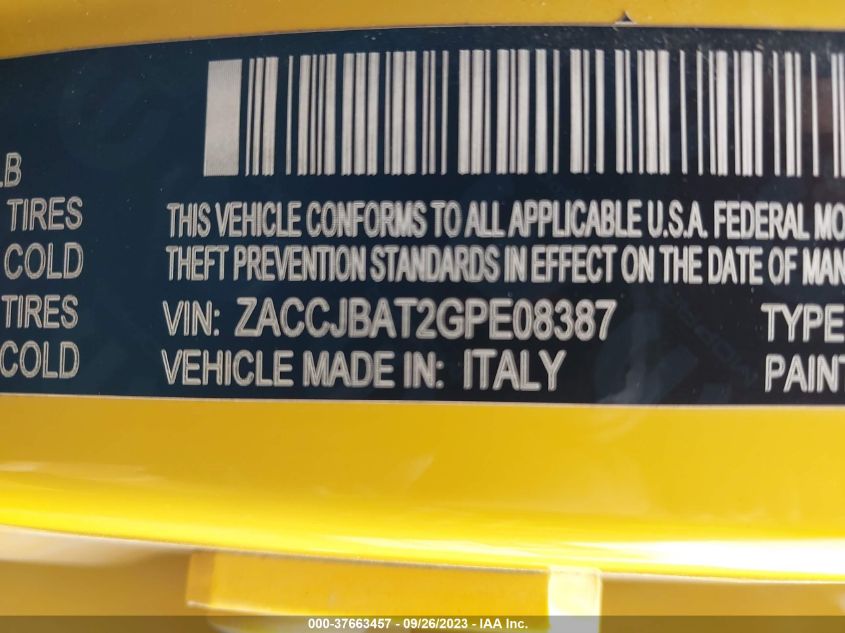 LB
TIRES
COLD
TIRES
COLD
THIS VEHICLE CONFORMS TO ALL APPLICABLE U.S.A. FEDERAL MO
THEFT PREVENTION STANDARDS IN EFFECT ON THE DATE OF MAN
VIN: ZACCJBAT2GPE08387
TYPE
VEHICLE MADE IN: ITALY
PAINT
000-37663457 - 09/26/2023 - IAA Inc.